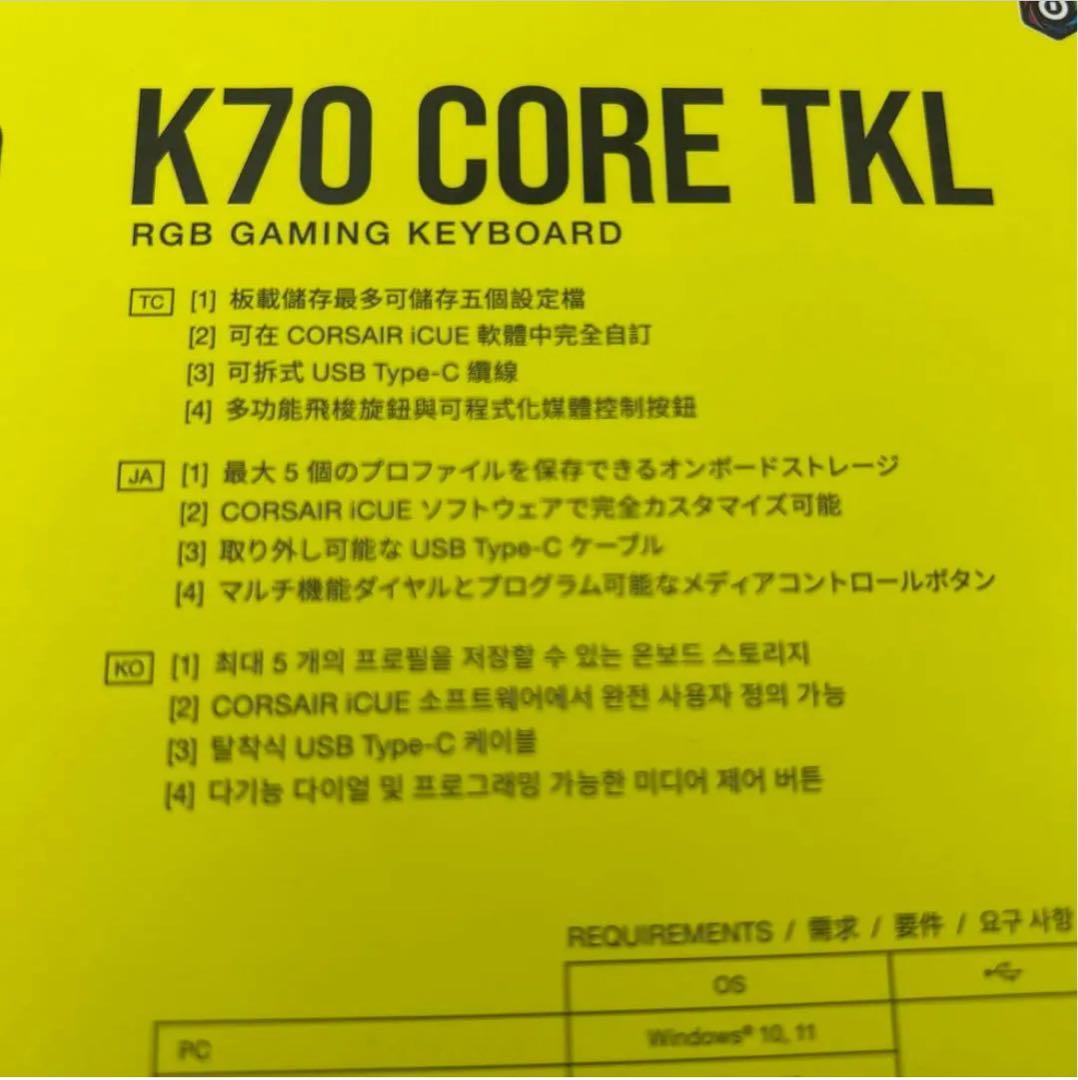 K70 CORE TKL
RGB GAMING KEYBOARD
TC [1] 板載儲存最多可儲存五個設定檔
[2] 可在 CORSAIR iCUE 軟體中完全自訂
[3] 可拆式 USB Type-C 纜線
[4] 多功能飛梭旋鈕與可程式化媒體控制按鈕
JA [1] 最大 5 個のプロファイルを保存できるオンボードストレージ
[2] CORSAIR iCUE ソフトウェアで完全カスタマイズ可能
[3] 取り外し可能な USB Type-C ケーブル
[4] マルチ機能ダイヤルとプログラム可能なメディアコントロールボタン
KO [1] 최대 5 개의 프로필을 저장할 수 있는 온보드 스토리지
[2] CORSAIR iCUE 소프트웨어에서 완전 사용자 정의 가능
[3] 탈착식 USB Type-C 케이블
[4] 다기능 다이얼 및 프로그래밍 가능한 미디어 제어 버튼
REQUIREMENTS / 需求 / 要件 / 요구 사항
OS
PC Windows® 10, 11